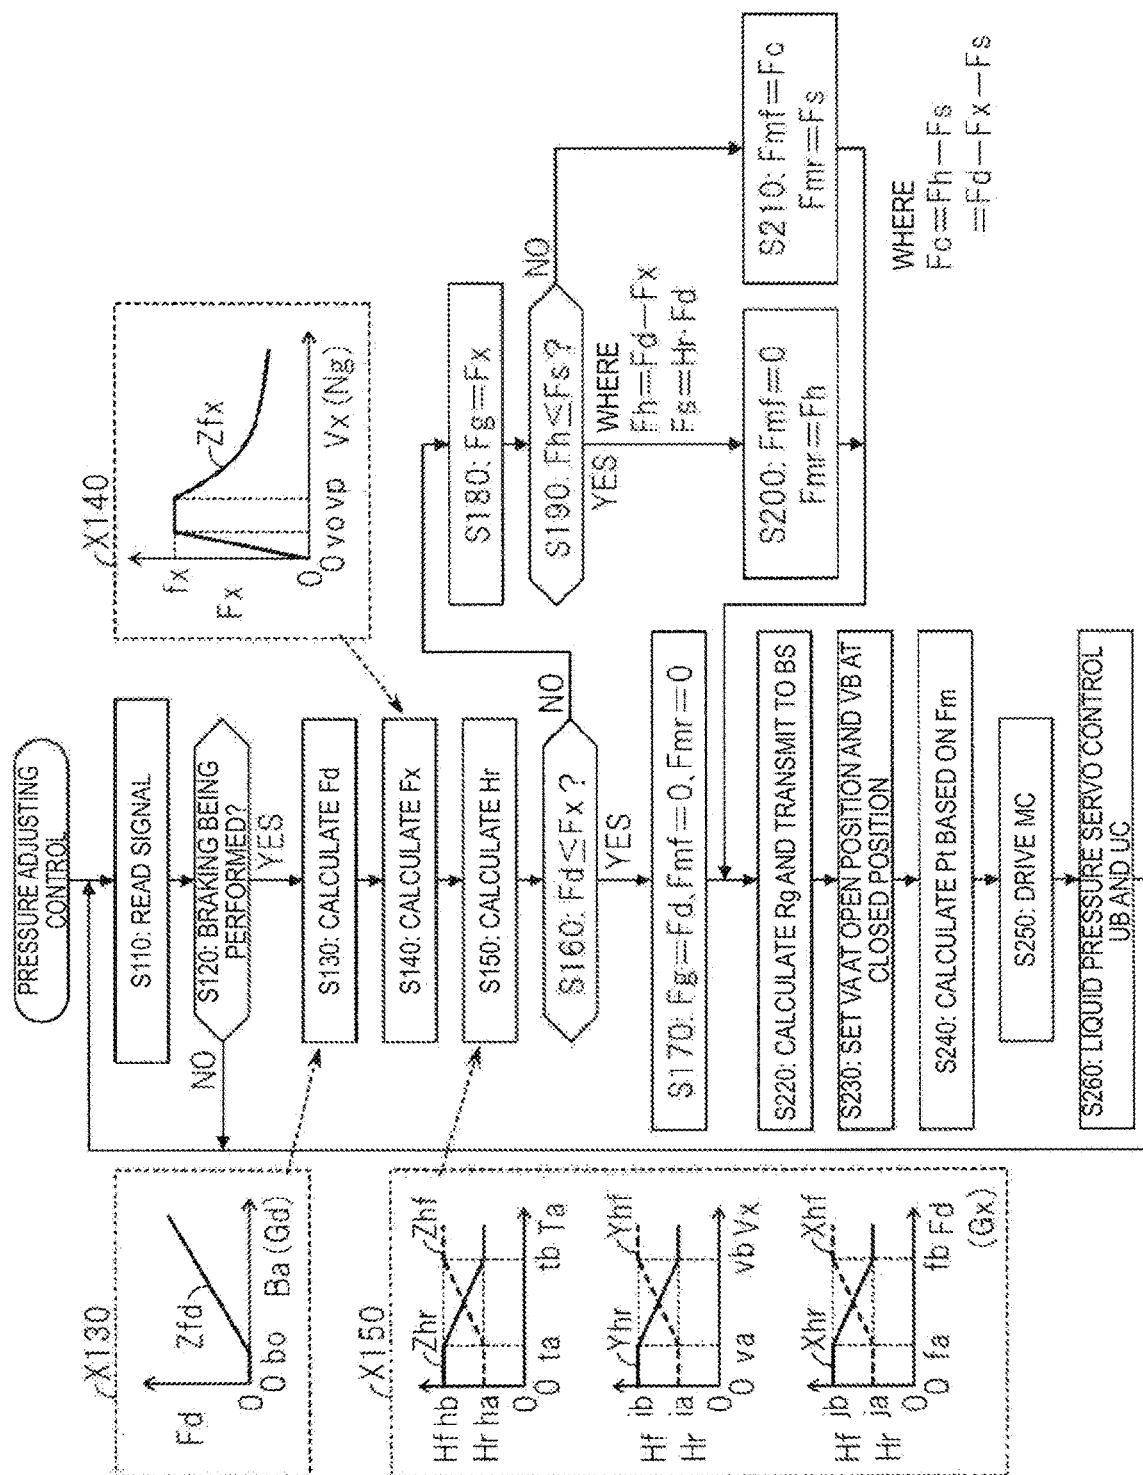 PRESSURE ADJUSTING
CONTROL
S110: READ SIGNAL
S120: BRAKING BEING
PERFORMED?
NO
YES
S130: CALCULATE Fd
S140: CALCULATE Fx
S150: CALCULATE Hr
S160: Fd≦Fx?
NO
YES
S170: Fg=Fd, Fmf=0, Fmr=0
S180: Fg=Fx
S190: Fh≦Fs?
NO
YES
WHERE
Fh=Fd−Fx
Fs=Hr·Fd
S200: Fmf=0
Fmr=Fh
S210: Fmf=Fc
Fmr=Fs
WHERE
Fc=Fh−Fs
=Fd−Fx−Fs
S220: CALCULATE Rg AND TRANSMIT TO BS
S230: SET VA AT OPEN POSITION AND VB AT
CLOSED POSITION
S240: CALCULATE Pt BASED ON Fm
S250: DRIVE MC
S260: LIQUID PRESSURE SERVO CONTROL
UB AND UC
X130
Fd
Zfd
0
0 bo Ba (Gd)
X140
fx
Fx
Zfx
0
0 vo vp Vx (Ng)
X150
Hf hb
Hr ha
Zhr
Zhf
0
0 ta tb Ta
Hf ib
Hr ia
Yhr
Yhf
0
0 va vb Vx
Hf jb
Hr ja
Xhr
Xhf
0
0 fa fb Fd
(Gx)